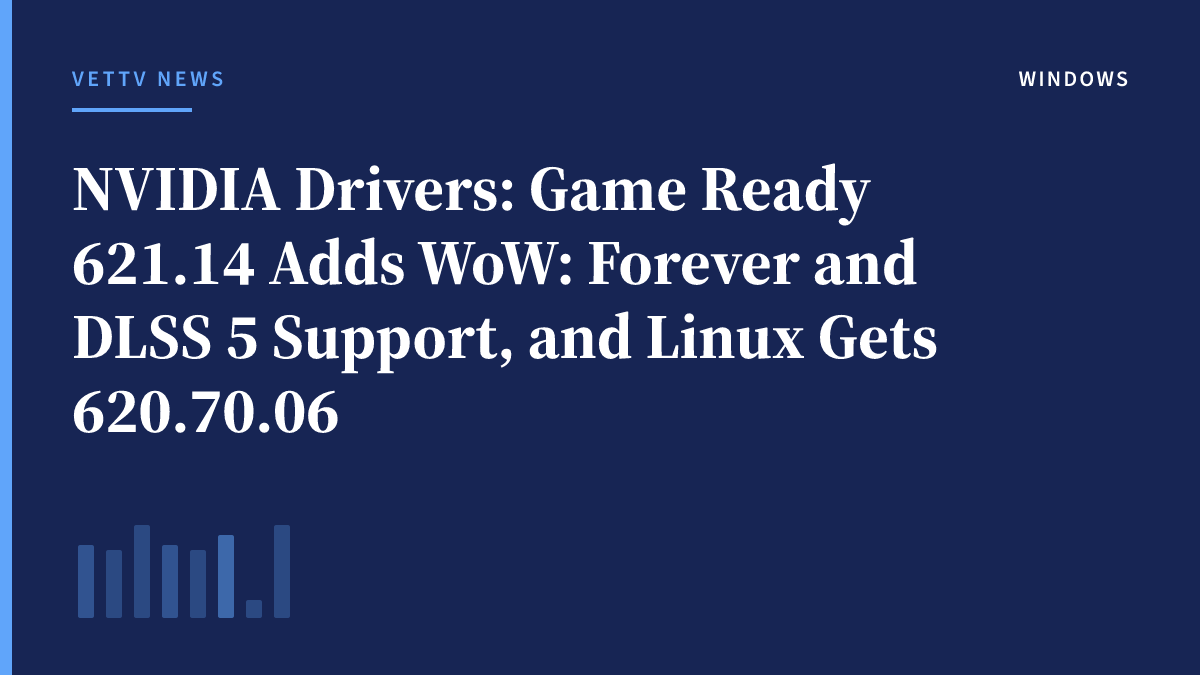 VETTV NEWS
WINDOWS
NVIDIA Drivers: Game Ready
621.14 Adds WoW: Forever and
DLSS 5 Support, and Linux Gets
620.70.06